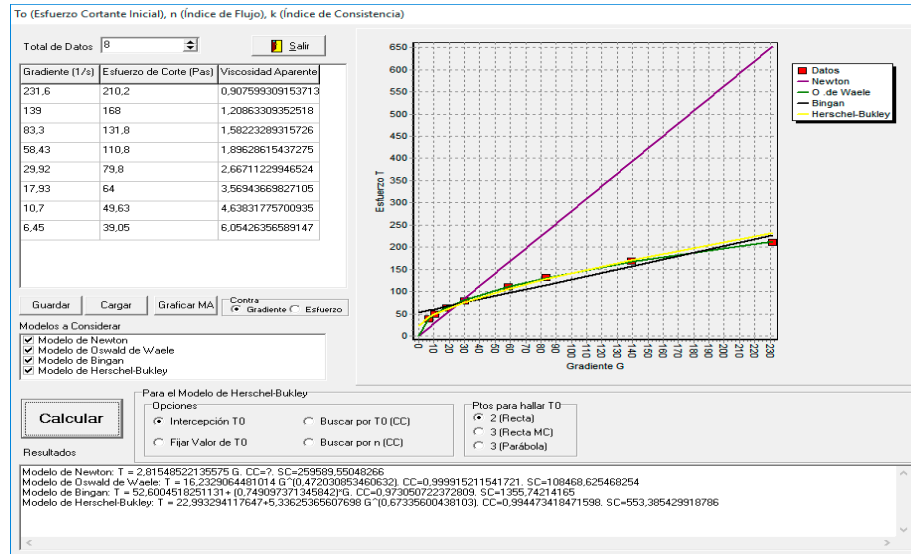 To (Esfuerzo Cortante Inicial), n (Índice de Flujo), k (Índice de Consistencia)
Total de Datos 8
Salir
Gradiente (1/s) Esfuerzo de Corte (Pas) Viscosidad Aparente
231,6 210,2 0,907599309153713
139 168 1,20863309352518
83,3 131,8 1,58223289315726
58,43 110,8 1,89628615437275
29,92 79,8 2,66711229946524
17,93 64 3,56943669827105
10,7 49,63 4,63831775700935
6,45 39,05 6,05426356589147
Guardar Cargar Graficar MA
Contra
Gradiente Esfuerzo
Modelos a Considerar
Modelo de Newton
Modelo de Oswald de Waele
Modelo de Bingan
Modelo de Herschel-Bukley
Esfuerzo T
650
600
550
500
450
400
350
300
250
200
150
100
50
0
0 10 20 30 40 50 60 70 80 90 100 110 120 130 140 150 160 170 180 190 200 210 220 230
Gradiente G
Datos
Newton
O .de Waele
Bingan
Herschel-Bukley
Calcular
Para el Modelo de Herschel-Bukley
Opciones
Intercepción T0 Buscar por T0 (CC)
Fijar Valor de T0 Buscar por n (CC)
Ptos para hallar T0
2 (Recta)
3 (Recta MC)
3 (Parábola)
Resultados
Modelo de Newton: T = 2,81548522135575 G. CC=?. SC=259589,55048266
Modelo de Oswald de Waele: T = 16,2329064481014 G^(0,472030853460632). CC=0,999915211541721. SC=108468,625468254
Modelo de Bingan: T = 52,6004518251131+ (0,749097371345842)*G. CC=0,973050722372809. SC=1355,74214165
Modelo de Herschel-Bukley: T = 22,993294117647+5,33625365607698 G^(0,67335600438103). CC=0,994473418471598. SC=553,385429918786